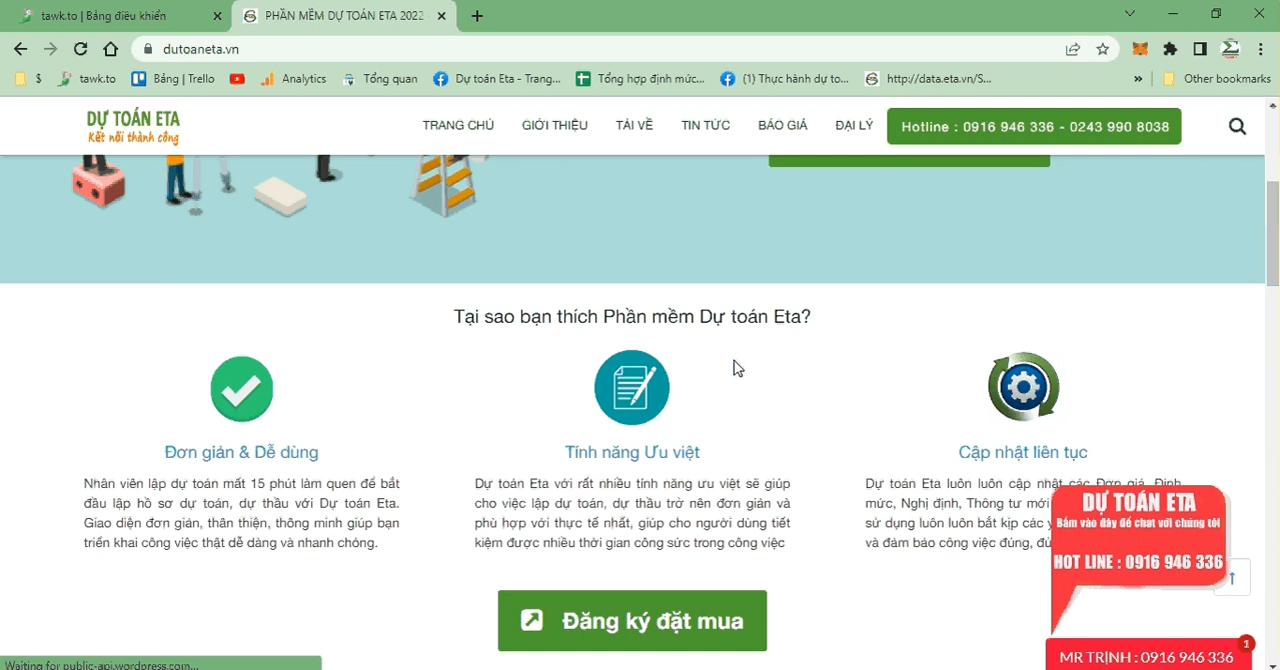 tawk.to | Bảng điều khiển
PHẦN MỀM DỰ TOÁN ETA 2022
dutoaneta.vn
$
tawk.to
Bảng | Trello
Analytics
Tổng quan
Dự toán Eta - Trang...
Tổng hợp định mức...
(1) Thực hành dự to...
http://data.eta.vn/S...
»
Other bookmarks
DỰ TOÁN ETA
Kết nối thành công
TRANG CHỦ
GIỚI THIỆU
TẢI VỀ
TIN TỨC
BÁO GIÁ
ĐẠI LÝ
Hotline : 0916 946 336 - 0243 990 8038
Tại sao bạn thích Phần mềm Dự toán Eta?
Đơn giản & Dễ dùng
Nhân viên lập dự toán mất 15 phút làm quen để bắt
đầu lập hồ sơ dự toán, dự thầu với Dự toán Eta.
Giao diện đơn giản, thân thiện, thông minh giúp bạn
triển khai công việc thật dễ dàng và nhanh chóng.
Tính năng Ưu việt
Dự toán Eta với rất nhiều tính năng ưu việt sẽ giúp
cho việc lập dự toán, dự thầu trở nên đơn giản và
phù hợp với thực tế nhất, giúp cho người dùng tiết
kiệm được nhiều thời gian công sức trong công việc
Cập nhật liên tục
Dự toán Eta luôn luôn cập nhật các Đơn giá, Định
mức, Nghị định, Thông tư mới
sử dụng luôn luôn bắt kịp các
và đảm bảo công việc đúng,
DỰ TOÁN ETA
Bấm vào đây để chat với chúng tôi
HOT LINE : 0916 946 336
Đăng ký đặt mua
1
MR TRỊNH : 0916 946 336
Waiting for public-api.wordpress.com...